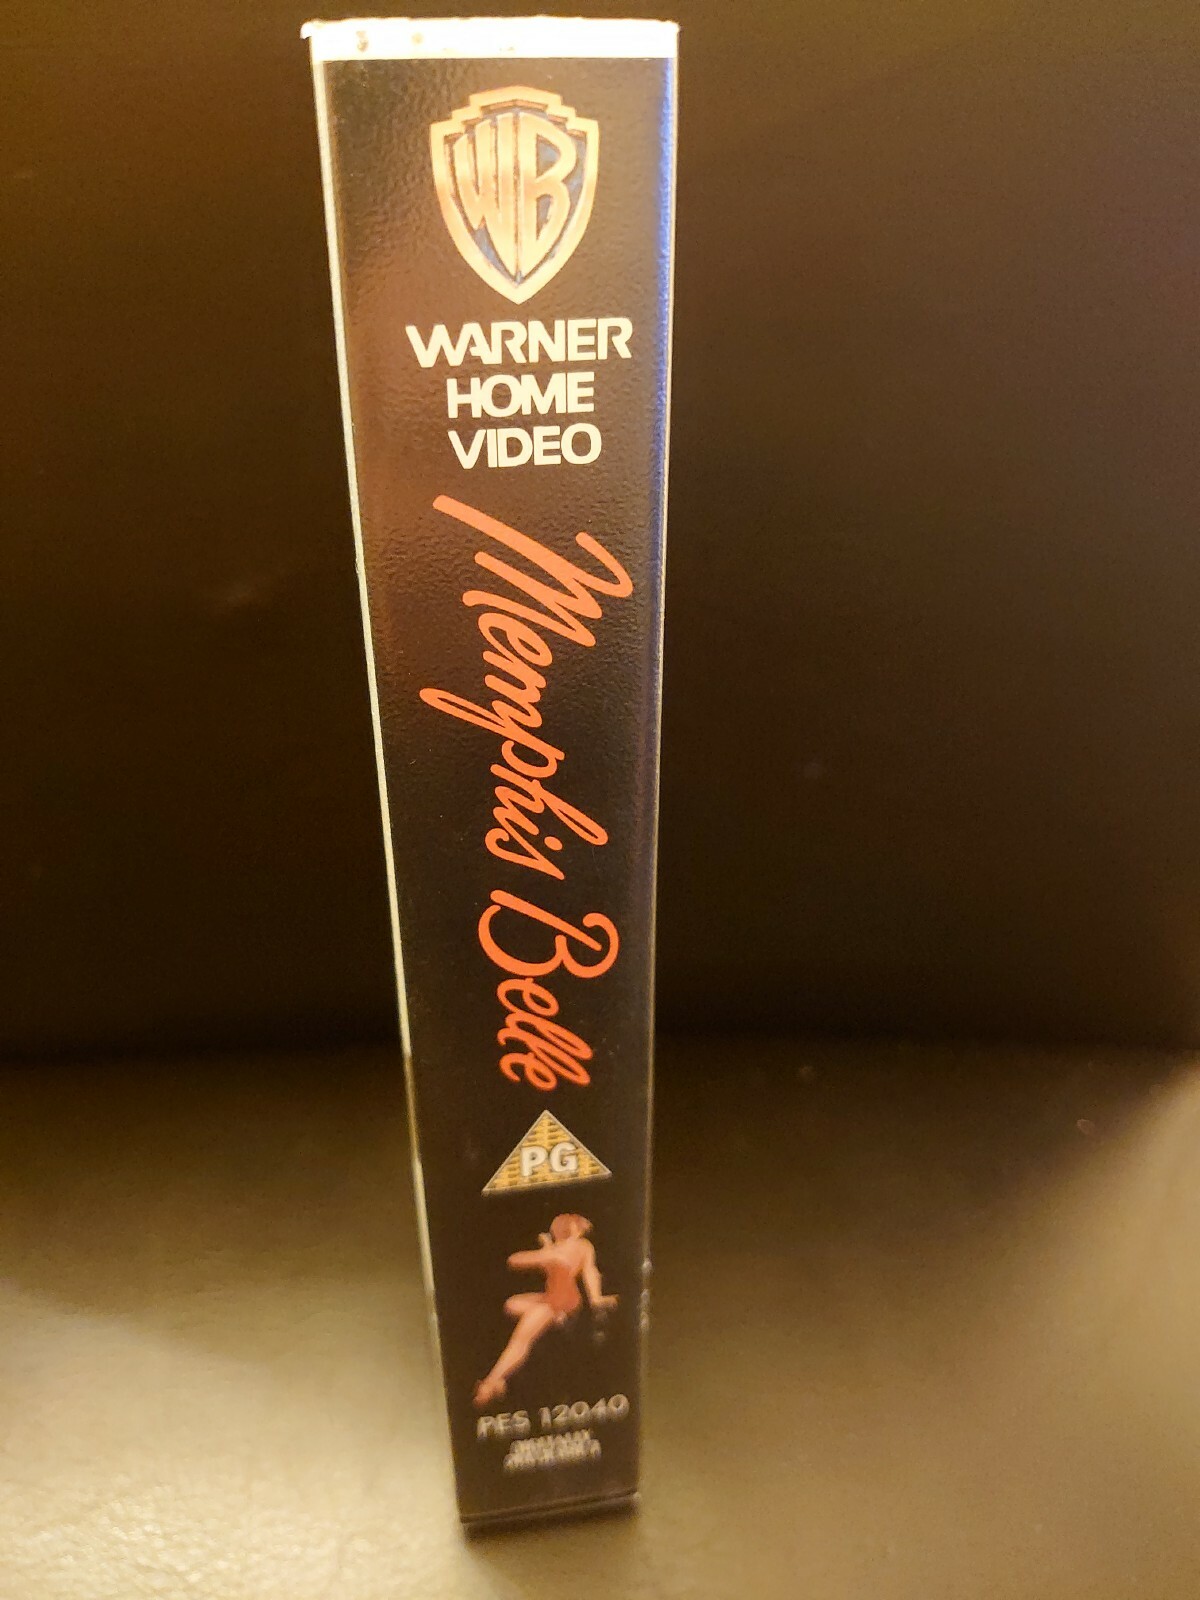 WB
WARNER
HOME
VIDEO
Memphis Belle
PG
PES 12040